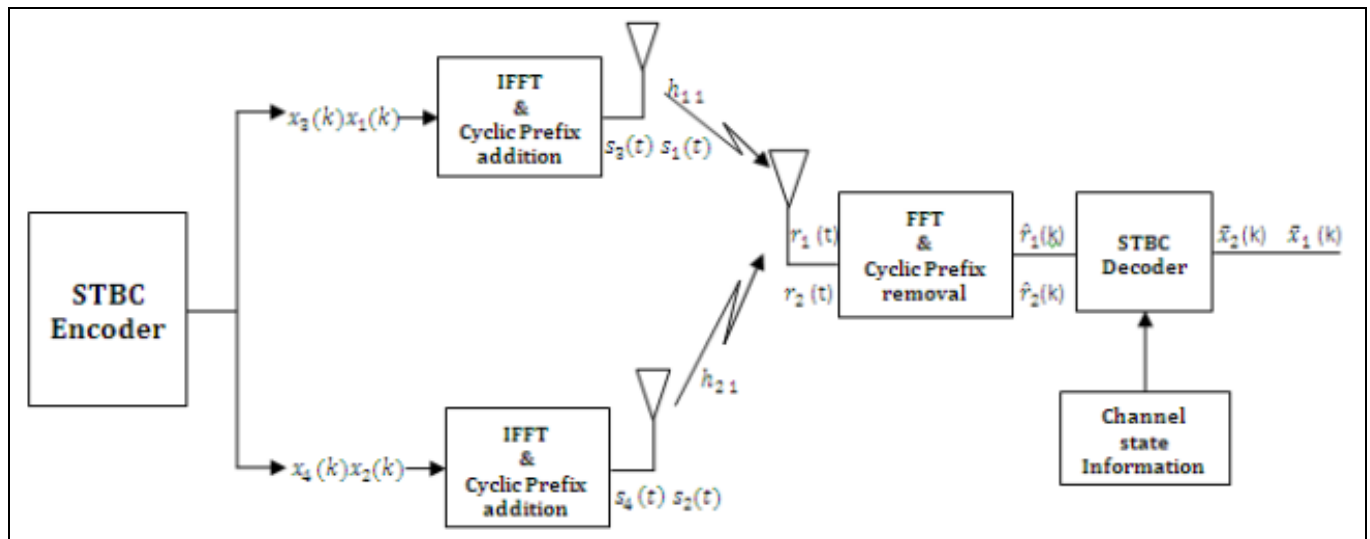 STBC
Encoder
x₃(k)x₁(k)
IFFT
&
Cyclic Prefix
addition
s₃(t) s₁(t)
h₁₁
x₄(k)x₂(k)
IFFT
&
Cyclic Prefix
addition
s₄(t) s₂(t)
h₂₁
r₁(t)
r₂(t)
FFT
&
Cyclic Prefix
removal
r̂₁(k)
r̂₂(k)
STBC
Decoder
x̃₂(k) x̃₁(k)
Channel
state
Information